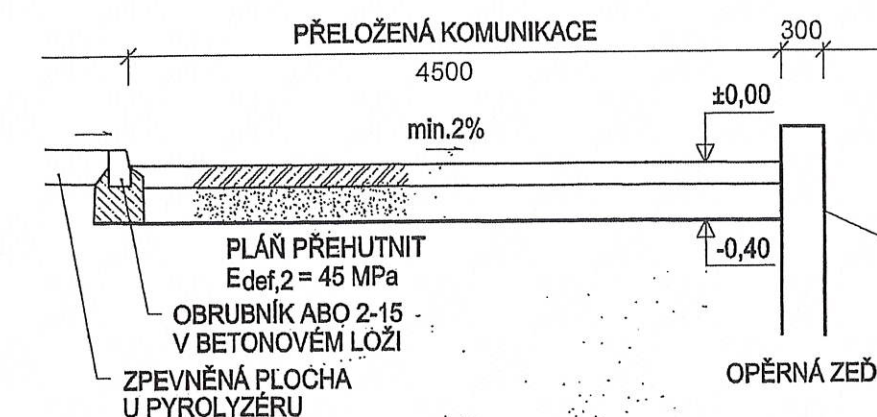 PŘELOŽENÁ KOMUNIKACE
300
4500
±0,00
min.2%
-0,40
PLÁŇ PŘEHUTNIT
Edef,2 = 45 MPa
OBRUBNÍK ABO 2-15
V BETONOVÉM LOŽI
ZPEVNĚNÁ PLOCHA
U PYROLYZÉRU
OPĚRNÁ ZEĎ